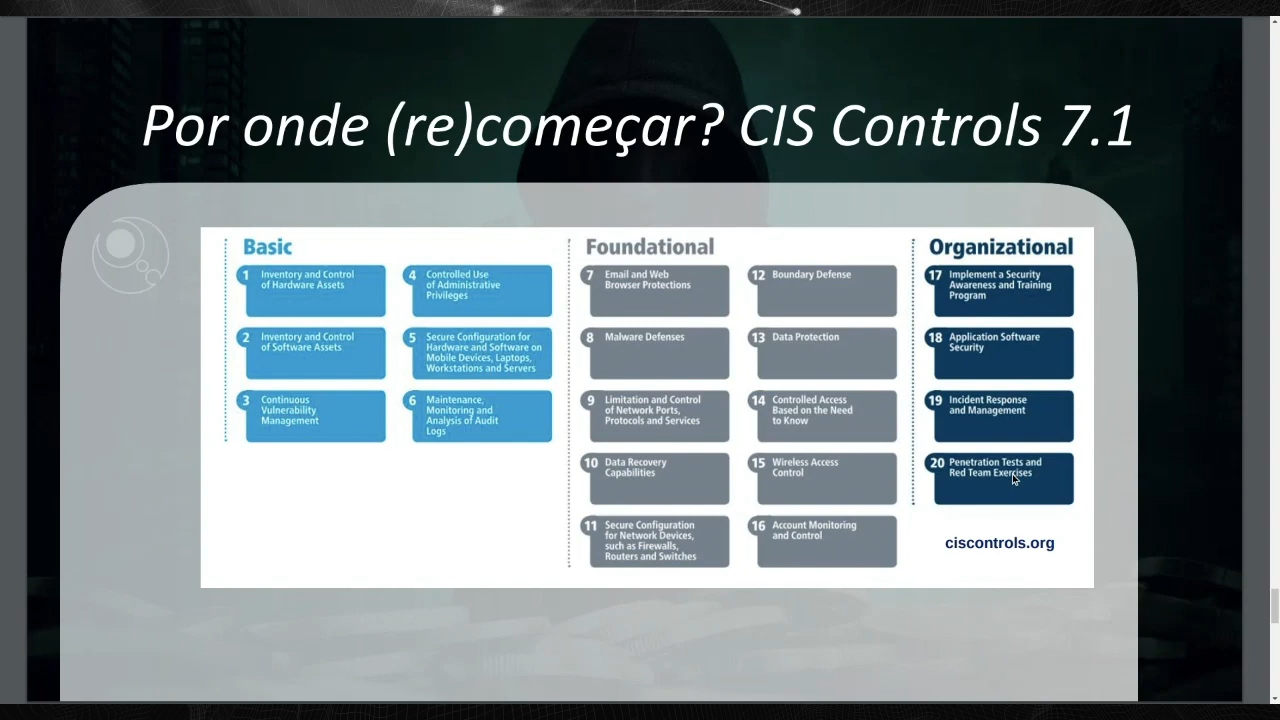 Por onde (re)começar? CIS Controls 7.1
Basic
1 Inventory and Control
of Hardware Assets
2 Inventory and Control
of Software Assets
3 Continuous
Vulnerability
Management
4 Controlled Use
of Administrative
Privileges
5 Secure Configuration for
Hardware and Software on
Mobile Devices, Laptops,
Workstations and Servers
6 Maintenance,
Monitoring and
Analysis of Audit
Logs
Foundational
7 Email and Web
Browser Protections
8 Malware Defenses
9 Limitation and Control
of Network Ports,
Protocols and Services
10 Data Recovery
Capabilities
11 Secure Configuration
for Network Devices,
such as Firewalls,
Routers and Switches
12 Boundary Defense
13 Data Protection
14 Controlled Access
Based on the Need
to Know
15 Wireless Access
Control
16 Account Monitoring
and Control
Organizational
17 Implement a Security
Awareness and Training
Program
18 Application Software
Security
19 Incident Response
and Management
20 Penetration Tests and
Red Team Exercises
ciscontrols.org